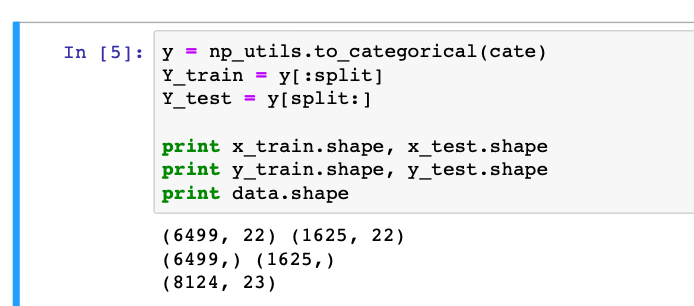 In [5]: y = np_utils.to_categorical(cate)
Y_train = y[:split]
Y_test = y[split:]
print x_train.shape, x_test.shape
print y_train.shape, y_test.shape
print data.shape
(6499, 22) (1625, 22)
(6499,) (1625,)
(8124, 23)